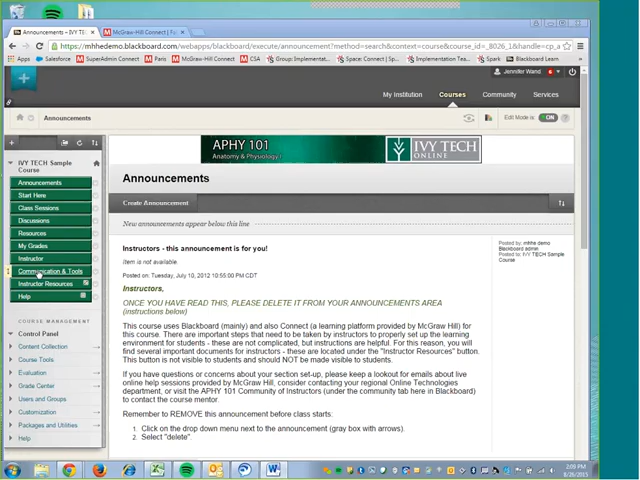 Announcements – IVY TEC
McGraw-Hill Connect | F
https://mhhedemo.blackboard.com/webapps/blackboard/execute/announcement?method=search&context=course&course_id=_8026_1&handle=cp_a
Apps
SuperAdmin Connect
Paris
McGraw-Hill Connect
CSA
Group: Implementat...
Spark: Connect | Sp...
Implementation Tea...
Spark
Blackboard Learn
Jennifer Wand
6
My Institution
Courses
Community
Services
Announcements
Edit Mode is:
ON
IVY TECH Sample
Course
Announcements
Start Here
Class Sessions
Discussions
Resources
My Grades
Instructor
Communication & Tools
Instructor Resources
Help
COURSE MANAGEMENT
Control Panel
Content Collection
Course Tools
Evaluation
Grade Center
Users and Groups
Customization
Packages and Utilities
Help
APHY 101
Anatomy & Physiology I
IVY TECH
ONLINE
Announcements
Create Announcement
New announcements appear below this line
Instructors - this announcement is for you!
Item is not available.
Posted on: Tuesday, July 10, 2012 10:55:00 PM CDT
Posted by: mhhe demo
Blackboard admin
Posted to: IVY TECH Sample
Course
Instructors,
ONCE YOU HAVE READ THIS, PLEASE DELETE IT FROM YOUR ANNOUNCEMENTS AREA
(instructions below)
This course uses Blackboard (mainly) and also Connect (a learning platform provided by McGraw Hill) for
this course. There are important steps that need to be taken by instructors to properly set up the learning
environment for students - these are not complicated, but instructions are helpful. For this reason, you will
find several important documents for instructors - these are located under the "Instructor Resources" button.
This button is not visible to students and should NOT be made visible to students.
If you have questions or concerns about your section set-up, please keep a lookout for emails about live
online help sessions provided by McGraw Hill, consider contacting your regional Online Technologies
department, or visit the APHY 101 Community of Instructors (under the community tab here in Blackboard)
to contact the course mentor.
Remember to REMOVE this announcement before class starts:
1. Click on the drop down menu next to the announcement (gray box with arrows).
2. Select "delete".
2:09 PM
8/26/2015